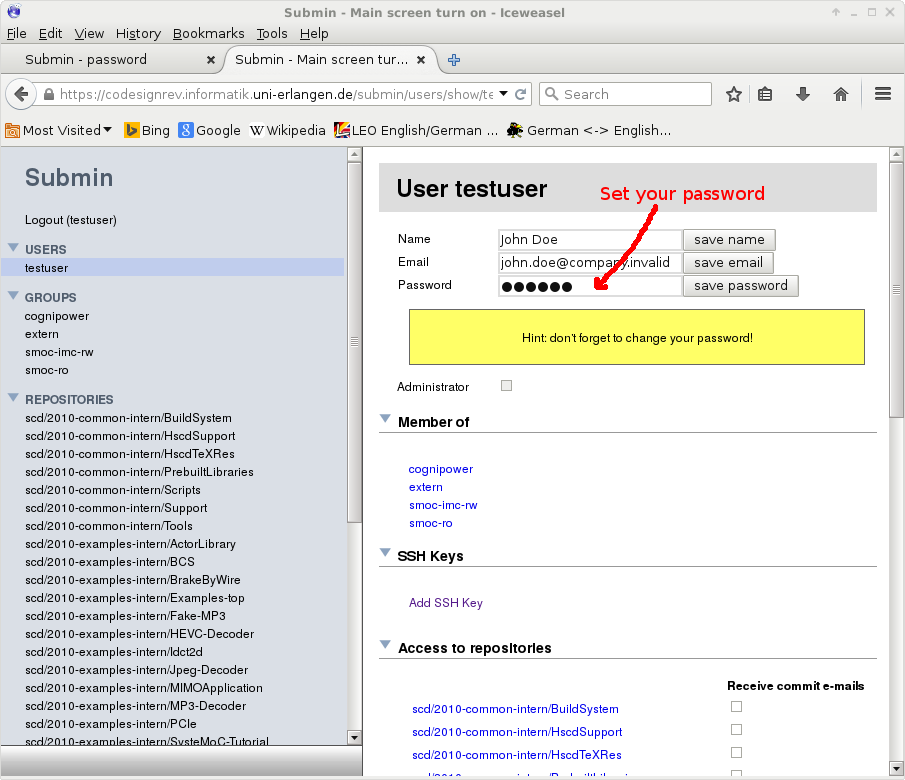 Submin - Main screen turn on - Iceweasel
File Edit View History Bookmarks Tools Help
Submin - password
Submin - Main screen tur...
https://codesignrev.informatik.uni-erlangen.de/submin/users/show/te
Search
Most Visited Bing Google Wikipedia LEO English/German ... German <-> English...
Submin
Logout (testuser)
USERS
testuser
GROUPS
cognipower
extern
smoc-imc-rw
smoc-ro
REPOSITORIES
scd/2010-common-intern/BuildSystem
scd/2010-common-intern/HscdSupport
scd/2010-common-intern/HscdTeXRes
scd/2010-common-intern/PrebuiltLibraries
scd/2010-common-intern/Scripts
scd/2010-common-intern/Support
scd/2010-common-intern/Tools
scd/2010-examples-intern/ActorLibrary
scd/2010-examples-intern/BCS
scd/2010-examples-intern/BrakeByWire
scd/2010-examples-intern/Examples-top
scd/2010-examples-intern/Fake-MP3
scd/2010-examples-intern/HEVC-Decoder
scd/2010-examples-intern/Idct2d
scd/2010-examples-intern/Jpeg-Decoder
scd/2010-examples-intern/MIMOApplication
scd/2010-examples-intern/MP3-Decoder
scd/2010-examples-intern/PCIe
scd/2010-examples-intern/SysteMoC-Tutorial
User testuser
Set your password
Name John Doe save name
Email john.doe@company.invalid save email
Password ●●●●●● save password
Hint: don't forget to change your password!
Administrator
Member of
cognipower
extern
smoc-imc-rw
smoc-ro
SSH Keys
Add SSH Key
Access to repositories
Receive commit e-mails
scd/2010-common-intern/BuildSystem
scd/2010-common-intern/HscdSupport
scd/2010-common-intern/HscdTeXRes